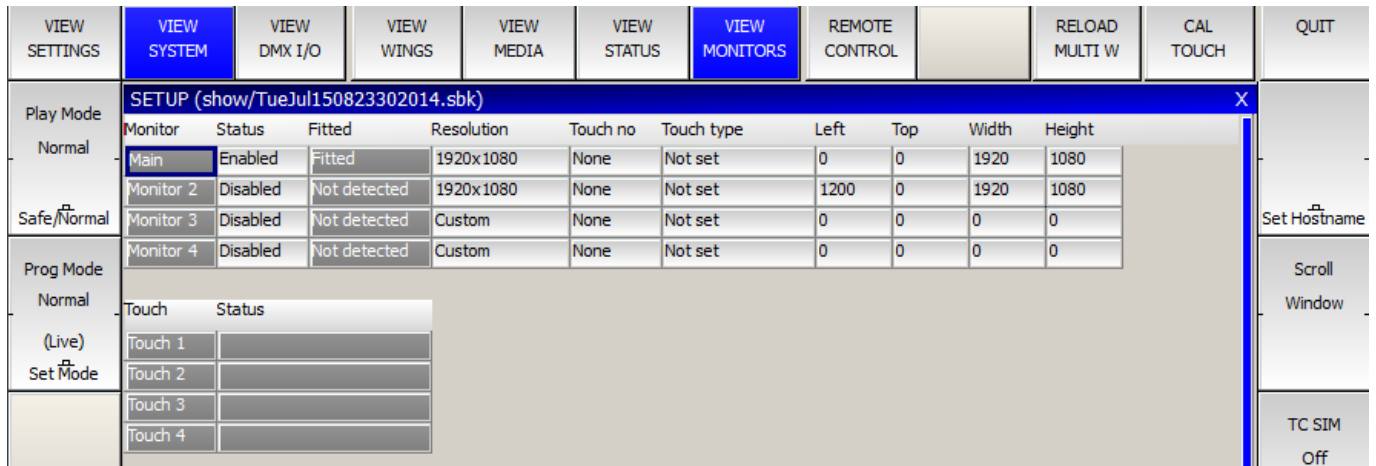 VIEW SETTINGS
VIEW SYSTEM
VIEW DMX I/O
VIEW WINGS
VIEW MEDIA
VIEW STATUS
VIEW MONITORS
REMOTE CONTROL
RELOAD MULTI W
CAL TOUCH
QUIT
Play Mode
Normal
Safe/Normal
Prog Mode
Normal
(Live)
Set Mode
SETUP (show/TueJul150823302014.sbk) X
Monitor Status Fitted Resolution Touch no Touch type Left Top Width Height
Main Enabled Fitted 1920x1080 None Not set 0 0 1920 1080
Monitor 2 Disabled Not detected 1920x1080 None Not set 1200 0 1920 1080
Monitor 3 Disabled Not detected Custom None Not set 0 0 0 0
Monitor 4 Disabled Not detected Custom None Not set 0 0 0 0
Touch Status
Touch 1
Touch 2
Touch 3
Touch 4
Set Hostname
Scroll
Window
TC SIM
Off